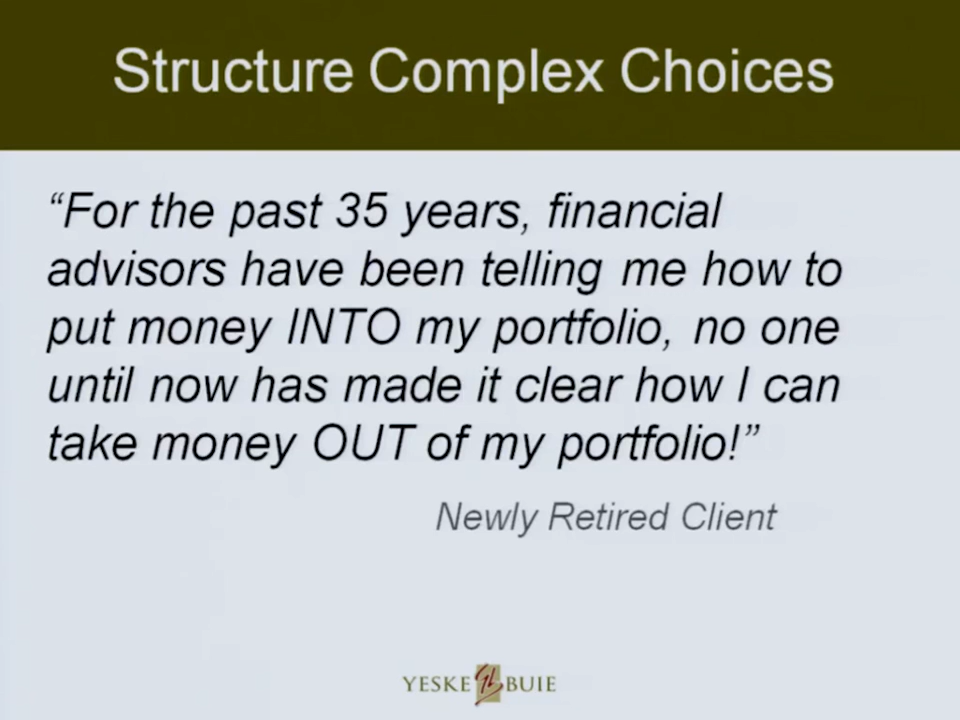 Structure Complex Choices
“For the past 35 years, financial
advisors have been telling me how to
put money INTO my portfolio, no one
until now has made it clear how I can
take money OUT of my portfolio!”
Newly Retired Client
YESKE BUIE